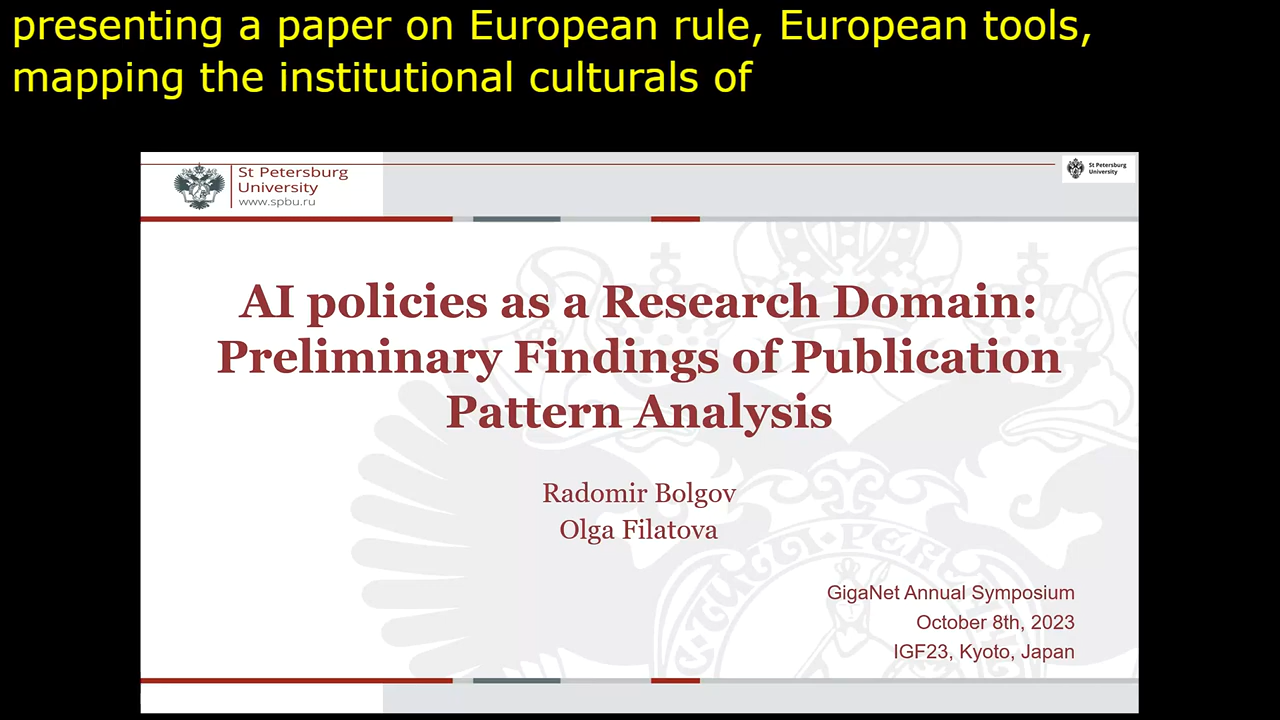 presenting a paper on European rule, European tools,
mapping the institutional culturals of
St Petersburg
University
www.spbu.ru
St Petersburg
University
AI policies as a Research Domain:
Preliminary Findings of Publication
Pattern Analysis
Radomir Bolgov
Olga Filatova
GigaNet Annual Symposium
October 8th, 2023
IGF23, Kyoto, Japan